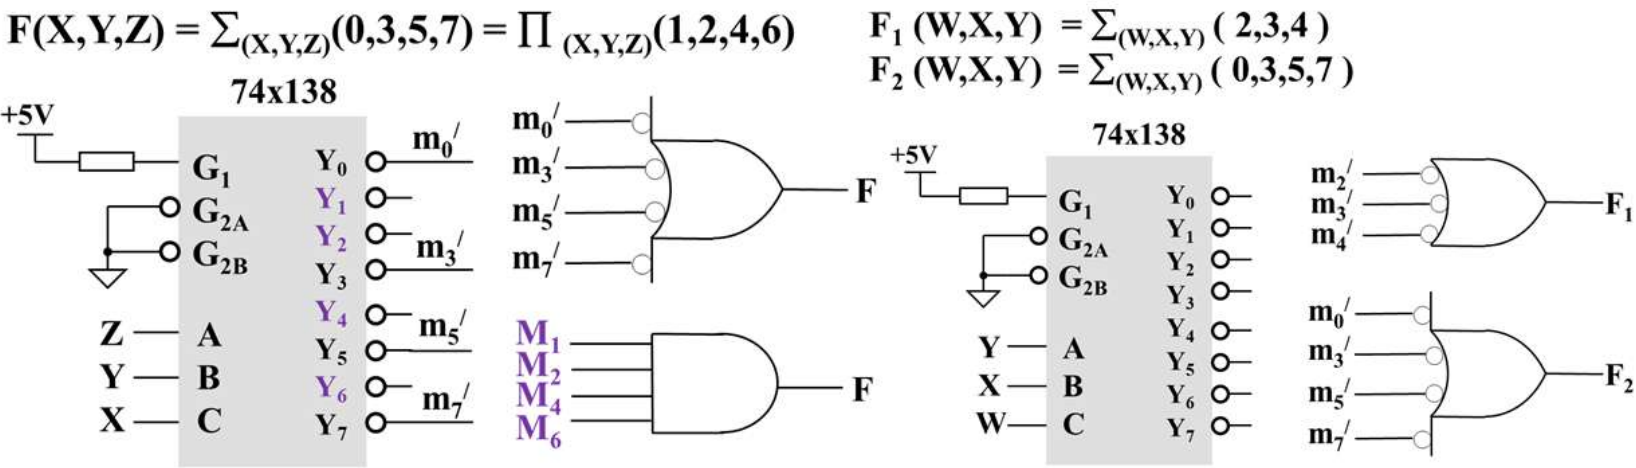 F(X,Y,Z) = ∑(X,Y,Z)(0,3,5,7) = ∏ (X,Y,Z)(1,2,4,6)
74x138
+5V
G1
G2A
G2B
Z A
Y B
X C
Y0 m0′
Y1
Y2
Y3 m3′
Y4
Y5 m5′
Y6
Y7 m7′
m0′
m3′
m5′
m7′
F
M1
M2
M4
M6
F
F1 (W,X,Y) = ∑(W,X,Y) ( 2,3,4 )
F2 (W,X,Y) = ∑(W,X,Y) ( 0,3,5,7 )
74x138
+5V
G1
G2A
G2B
Y A
X B
W C
Y0
Y1
Y2
Y3
Y4
Y5
Y6
Y7
m2′
m3′
m4′
F1
m0′
m3′
m5′
m7′
F2